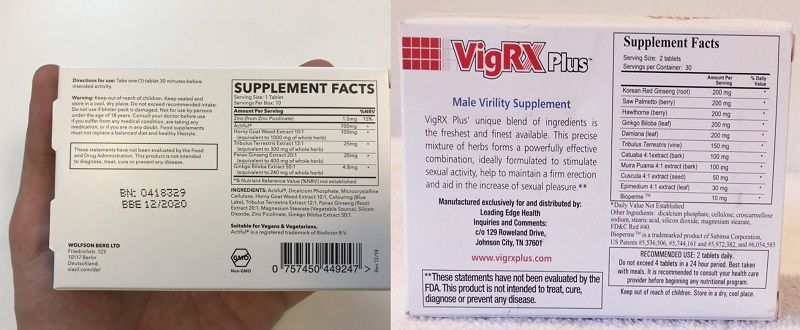 Directions for use: Take one (1) tablet 30 minutes before
intended activity.
Warning: Keep out of reach of children. Keep sealed and
store in a cool, dry place. Do not exceed recommended intake.
Do not use if blister pack is damaged. Not for use by persons
under the age of 18 years. Consult your doctor before use
if you suffer from any medical condition, are taking any
medication, or if you are in any doubt. Food supplements
must not replace a balanced diet and healthy lifestyle.
These statements have not been evaluated by the Food
and Drug Administration. This product is not intended
to diagnose, treat, cure or prevent any disease.
BN: 0418329
BBE 12/2020
WOLFSON BERG LTD
Friedrichstr. 123
10117 Berlin
Deutschland.
viasil.com/de/
SUPPLEMENT FACTS
Serving Size: 1 Tablet
Servings Per Box: 10
Amount Per Serving %NRV
Zinc (from Zinc Picolinate) 1.5mg 15%
Actiful® 700mg *
Horny Goat Weed Extract 10:1 100mg *
(equivalent to 1000 mg of whole herb)
Tribulus Terrestris Extract 12:1 25mg *
(equivalent to 300 mg of whole herb)
Panax Ginseng Extract 20:1 20mg *
(equivalent to 400 mg of whole herb)
Ginkgo Biloba Extract 50:1 4.8mg *
(equivalent to 240 mg of whole herb)
*% Nutrient Reference Value (%NRV) not established
INGREDIENTS: Actiful®, Dicalcium Phosphate, Microcrystalline
Cellulose, Horny Goat Weed Extract 10:1, Colouring (Blue
Lake), Tribulus Terrestris Extract 12:1, Panax Ginseng (Root)
Extract 20:1, Magnesium Stearate (Vegetable Source), Silicon
Dioxide, Zinc Picolinate, Ginkgo Biloba Extract 50:1.
Suitable for Vegans & Vegetarians.
Actiful® is a registered trademark of BioActor B.V.
GMO
Non-GMO
0 757450 449247 >
Rev 10/18
VigRX Plus™
Male Virility Supplement
VigRX Plus' unique blend of ingredients is
the freshest and finest available. This precise
mixture of herbs forms a powerfully effective
combination, ideally formulated to stimulate
sexual activity, help to maintain a firm erection
and aid in the increase of sexual pleasure.**
Manufactured exclusively for and distributed by:
Leading Edge Health
Inquiries and Comments:
c/o 129 Roweland Drive,
Johnson City, TN 37601
www.vigrxplus.com
**These statements have not been evaluated by the
FDA. This product is not intended to treat, cure,
diagnose or prevent any disease.
Supplement Facts
Serving Size: 2 tablets
Servings per Container: 30
Amount Per Serving % Daily Value
Korean Red Ginseng (root) 200 mg *
Saw Palmetto (berry) 200 mg *
Hawthorne (berry) 200 mg *
Ginkgo Biloba (leaf) 200 mg *
Damiana (leaf) 200 mg *
Tribulus Terrestris (vine) 150 mg *
Catuaba 4:1extract (bark) 100 mg *
Muira Puama 4:1 extract (bark) 100 mg *
Cuscuta 4:1 extract (seed) 50 mg *
Epimedium 4:1 extract (leaf) 30 mg *
Bioperine™ 10 mg *
*Daily Value Not Established
Other Ingredients: dicalcium phosphate, cellulose, croscarmellose
sodium, stearic acid, silicon dioxide, magnesium stearate,
FD&C Red #40.
Bioperine™ is a trademarked product of Sabinsa Corporation,
US Patents #5,536,506, #5,744,161 and #5,972,382, and #6,054,585
RECOMMENDED USE: 2 tablets daily.
Do not exceed 4 tablets in a 24 hour period. Best taken
with meals. It is recommended to consult your health care
provider before beginning any nutritional program.
Keep out of reach of children. Store in a dry, cool place.